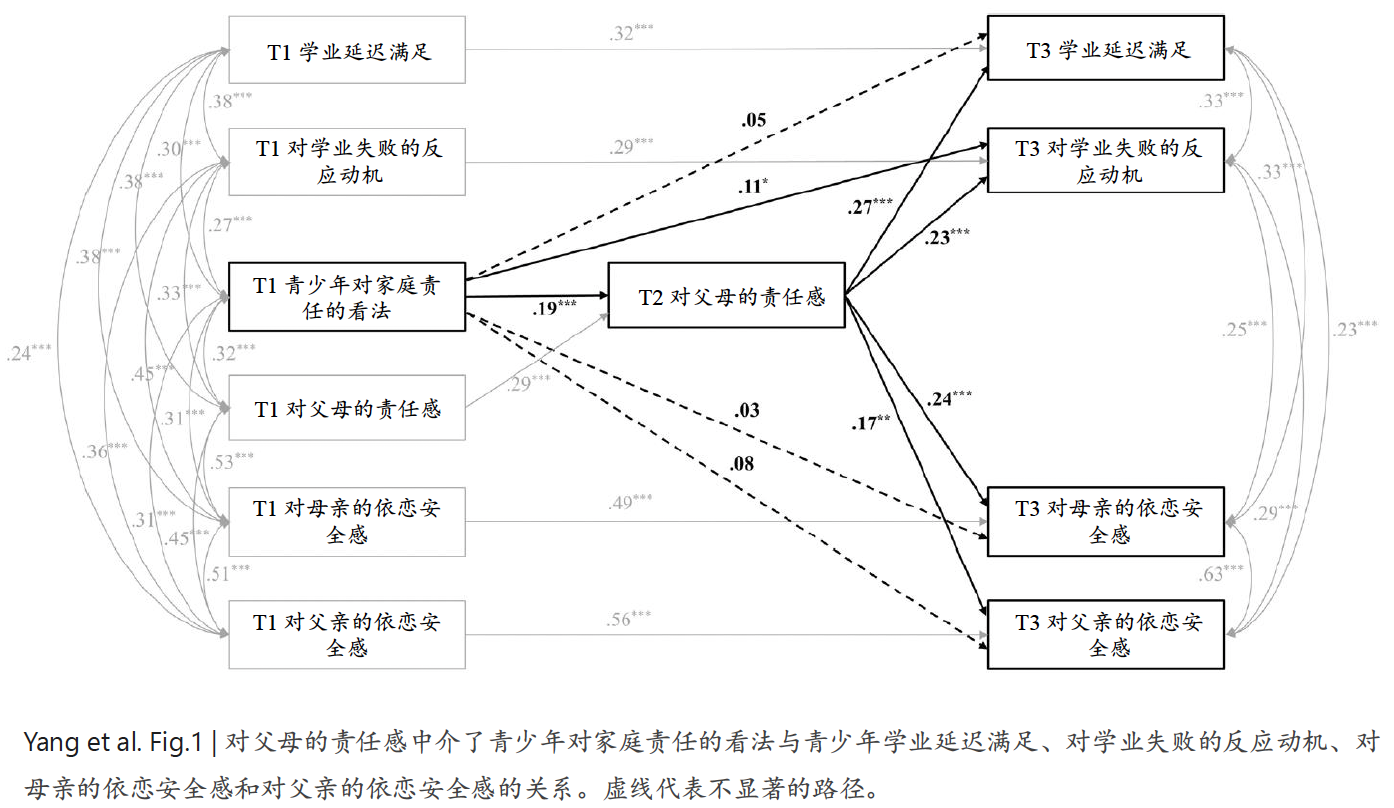 T1 学业延迟满足
.32***
T3 学业延迟满足
.38***
.33***
.05
.30***
T1 对学业失败的反
应动机
.29***
T3 对学业失败的反
应动机
.38***
.33***
.11*
.27***
.27***
.23***
.38***
T1 青少年对家庭责
任的看法
.19***
T2 对父母的责任感
.33***
.24***
.32***
.25***
.23***
.45***
.29***
T1 对父母的责任感
.31***
.03
.24***
.17**
.36***
.53***
.08
T1 对母亲的依恋安
全感
.49***
T3 对母亲的依恋安
全感
.31***
.29***
.45***
.51***
.63***
T1 对父亲的依恋安
全感
.56***
T3 对父亲的依恋安
全感
Yang et al. Fig.1 | 对父母的责任感中介了青少年对家庭责任的看法与青少年学业延迟满足、对学业失败的反应动机、对
母亲的依恋安全感和对父亲的依恋安全感的关系。虚线代表不显著的路径。